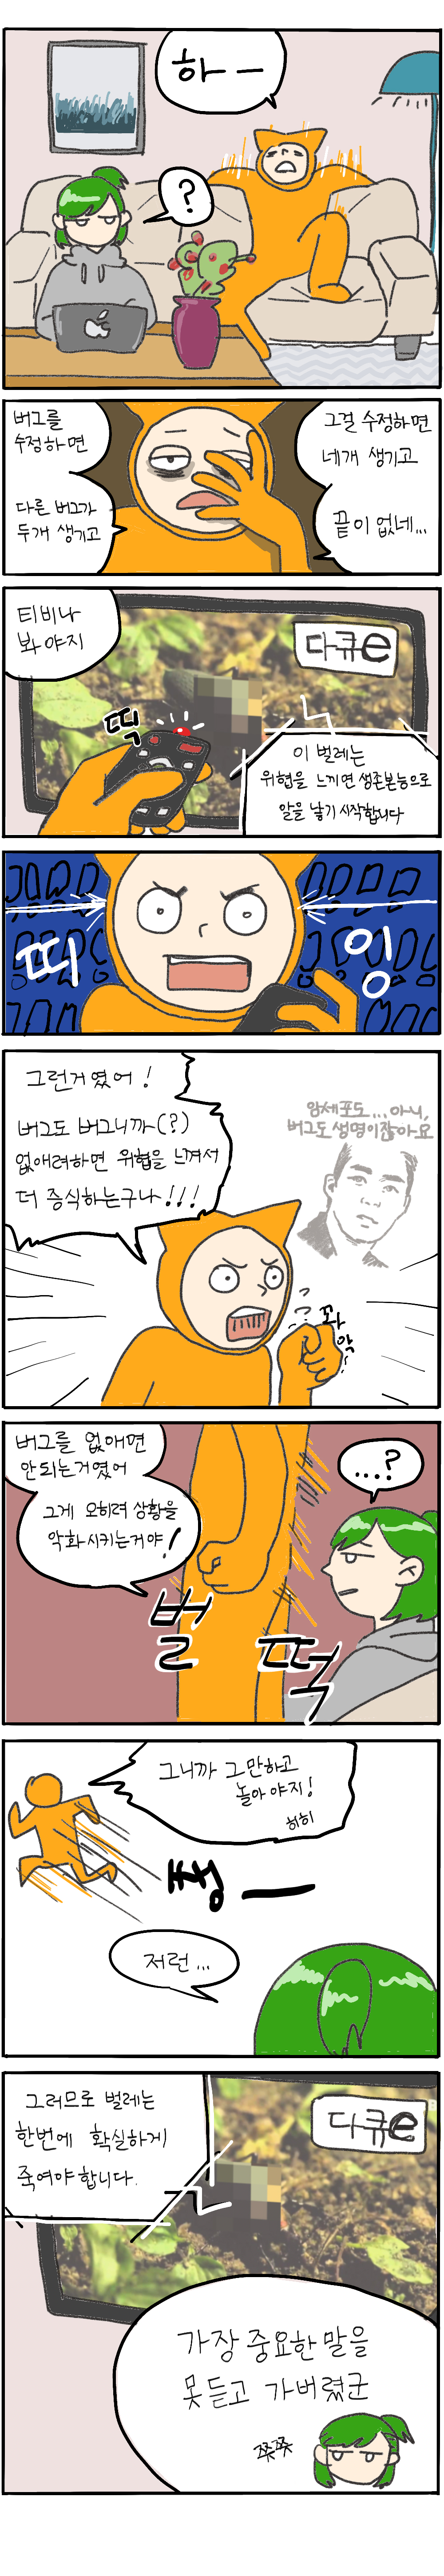 하—
?
버그를
수정하면
다른 버그가
두개 생기고
그걸 수정하면
네개 생기고
끝이 없네...
티비나
봐야지
다큐e
띡
이 벌레는
위협을 느끼면 생존본능으로
알을 낳기 시작합니다
띠
잉
그런거였어!
버그도 버그니까(?)
없애려하면 위협을 느껴서
더 증식하는구나!!!
암세포도...아니,
버그도 생명이잖아요
꽈
악
!
버그를 없애면
안되는거였어
그게 오히려 상황을
악화시키는거야!
....?
벌
떡
그니까 그만하고
놀아야지!
히히
저런...
다큐e
그러므로 벌레는
한번에 확실하게
죽여야합니다.
가장 중요한 말을
못듣고 가버렸군
쯧쯧